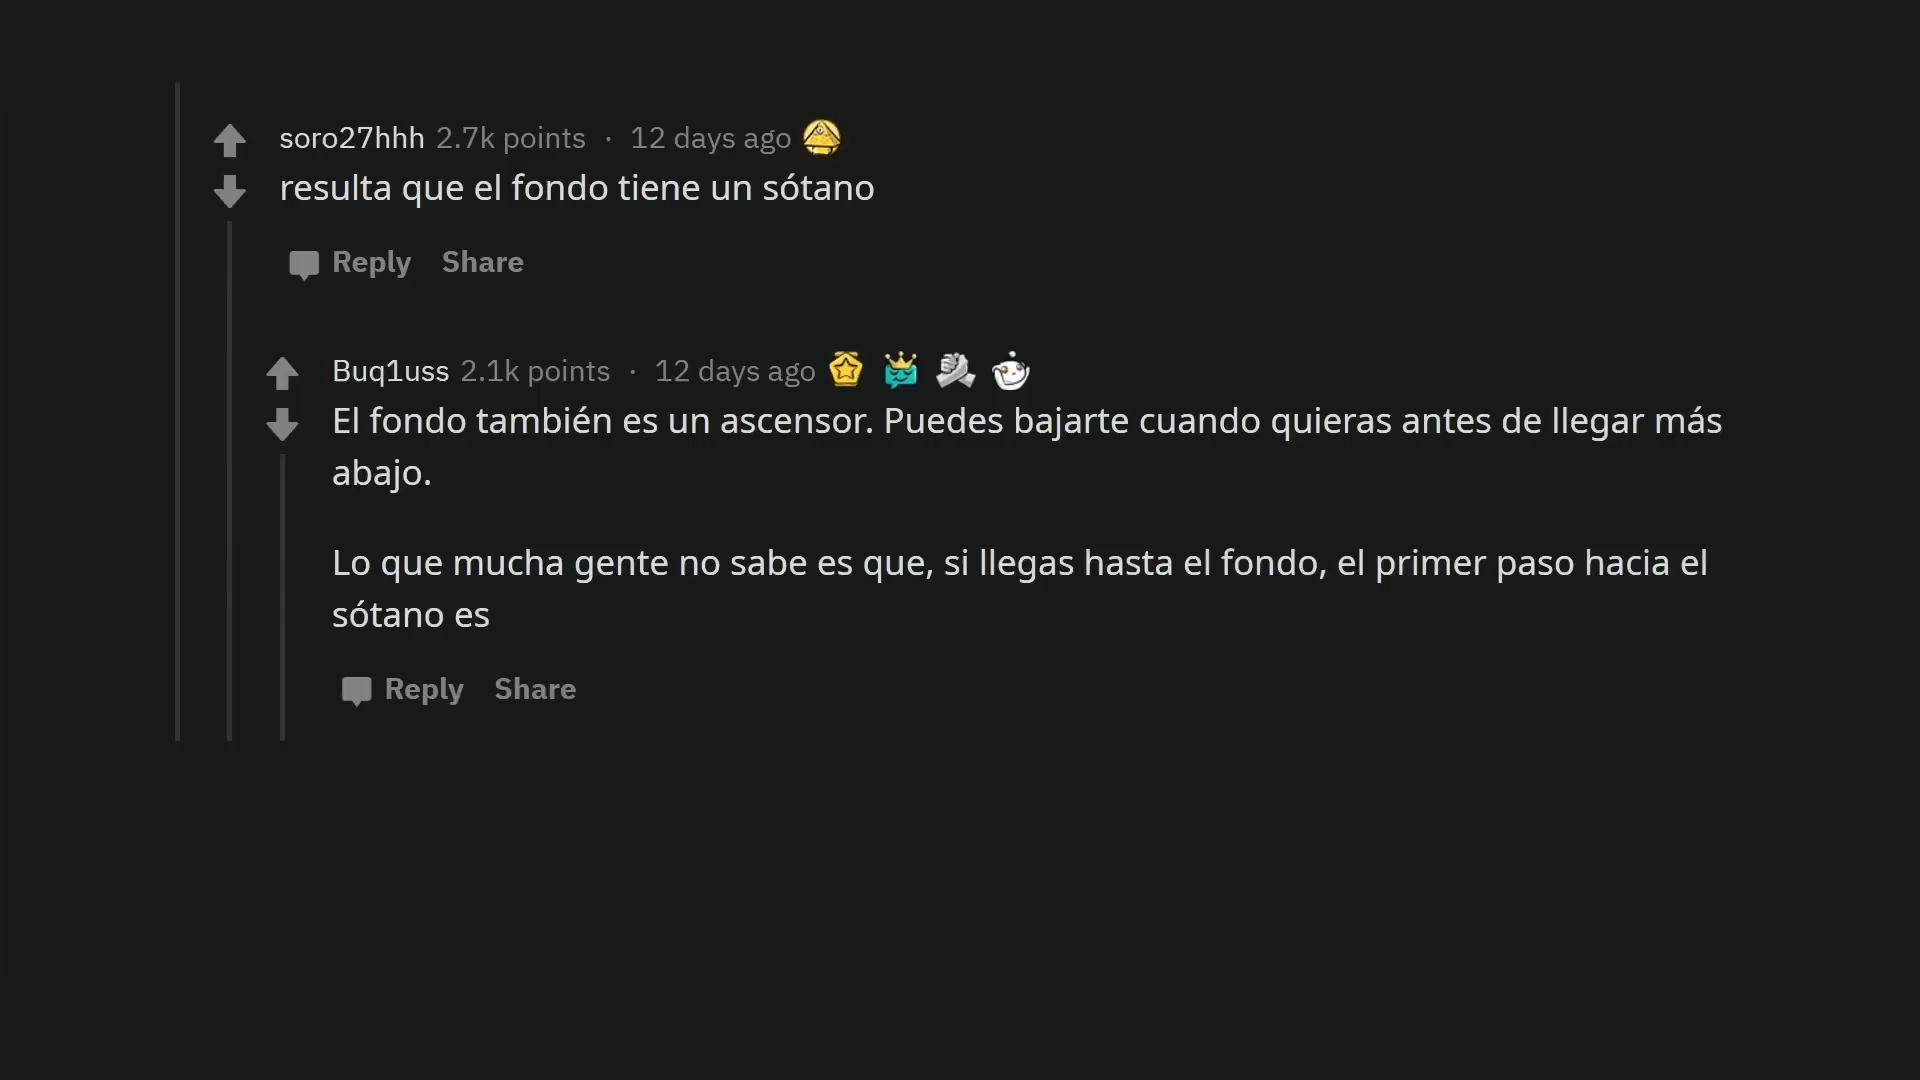 soro27hhh 2.7k points · 12 days ago
resulta que el fondo tiene un sótano
Reply Share
Buq1uss 2.1k points · 12 days ago
El fondo también es un ascensor. Puedes bajarte cuando quieras antes de llegar más
abajo.
Lo que mucha gente no sabe es que, si llegas hasta el fondo, el primer paso hacia el
sótano es
Reply Share